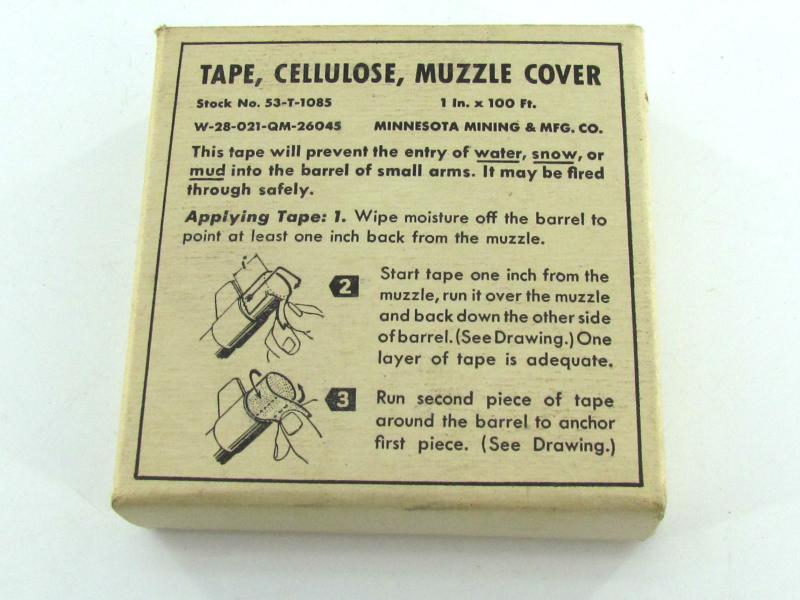 TAPE, CELLULOSE, MUZZLE COVER
Stock No. 53-T-1085 1 In. x 100 Ft.
W-28-021-QM-26045 MINNESOTA MINING & MFG. CO.
This tape will prevent the entry of water, snow, or
mud into the barrel of small arms. It may be fired
through safely.
Applying Tape: 1. Wipe moisture off the barrel to
point at least one inch back from the muzzle.
1"
2 Start tape one inch from the
muzzle, run it over the muzzle
and back down the other side
of barrel. (See Drawing.) One
layer of tape is adequate.
3 Run second piece of tape
around the barrel to anchor
first piece. (See Drawing.)